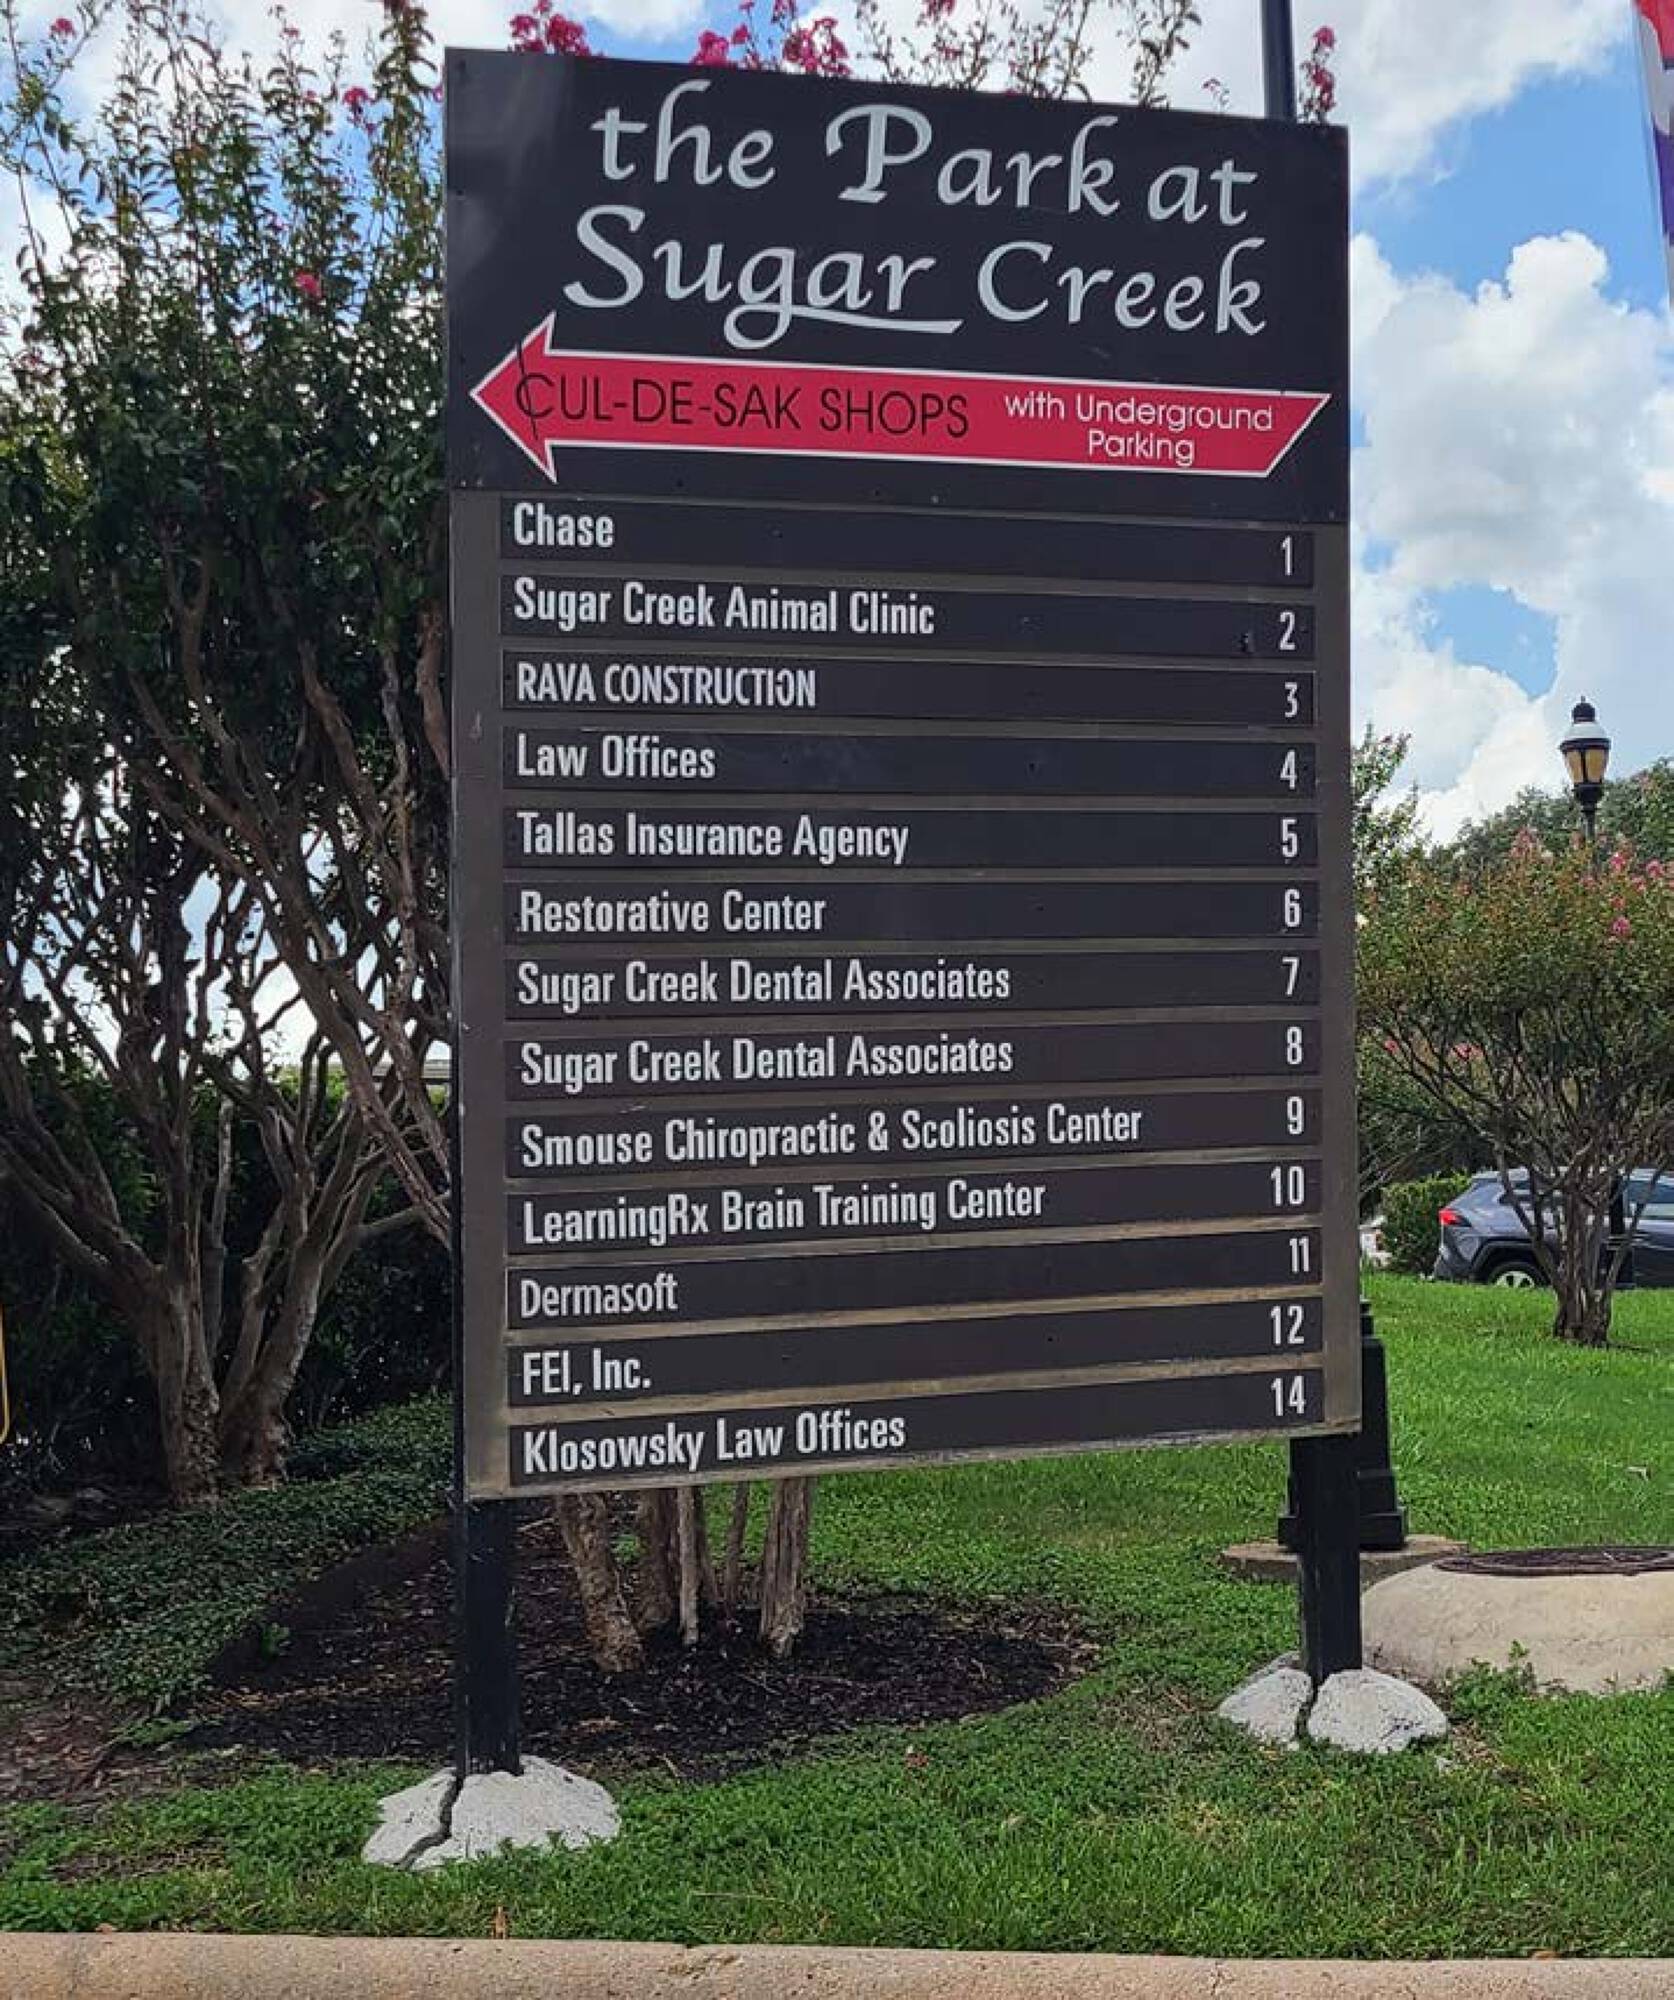 the Park at
Sugar Creek
CUL-DE-SAK SHOPS with Underground
Parking
Chase 1
Sugar Creek Animal Clinic 2
RAVA CONSTRUCTION 3
Law Offices 4
Tallas Insurance Agency 5
Restorative Center 6
Sugar Creek Dental Associates 7
Sugar Creek Dental Associates 8
Smouse Chiropractic & Scoliosis Center 9
LearningRx Brain Training Center 10
Dermasoft 11
FEI, Inc. 12
Klosowsky Law Offices 14